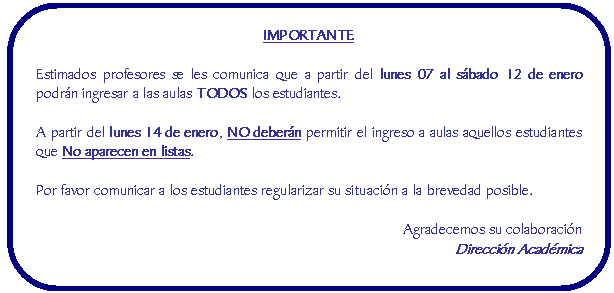 IMPORTANTE
Estimados profesores se les comunica que a partir del lunes 07 al sábado 12 de enero
podrán ingresar a las aulas TODOS los estudiantes.
A partir del lunes 14 de enero, NO deberán permitir el ingreso a aulas aquellos estudiantes
que No aparecen en listas.
Por favor comunicar a los estudiantes regularizar su situación a la brevedad posible.
Agradecemos su colaboración
Dirección Académica